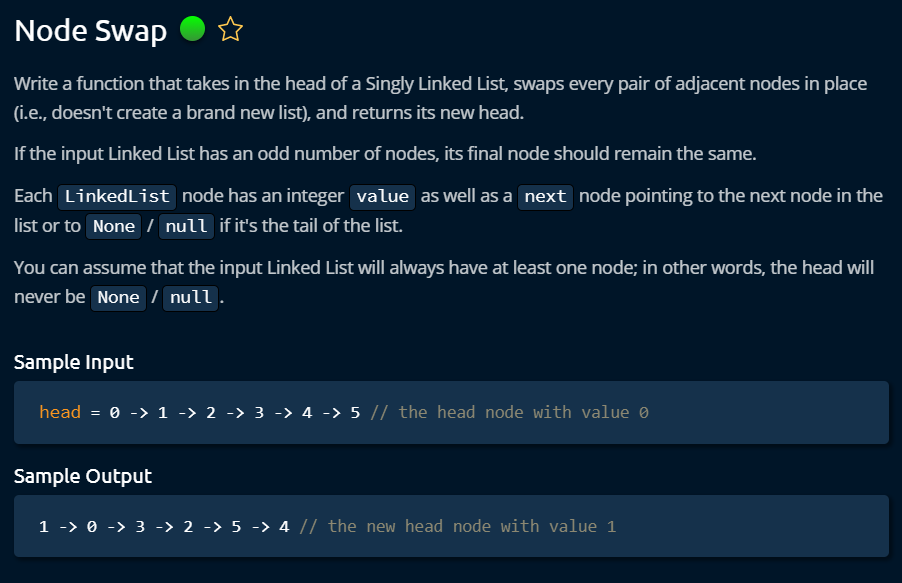 Node Swap
Write a function that takes in the head of a Singly Linked List, swaps every pair of adjacent nodes in place
(i.e., doesn't create a brand new list), and returns its new head.
If the input Linked List has an odd number of nodes, its final node should remain the same.
Each LinkedList node has an integer value as well as a next node pointing to the next node in the
list or to None / null if it's the tail of the list.
You can assume that the input Linked List will always have at least one node; in other words, the head will
never be None / null.
Sample Input
head = 0 -> 1 -> 2 -> 3 -> 4 -> 5 // the head node with value 0
Sample Output
1 -> 0 -> 3 -> 2 -> 5 -> 4 // the new head node with value 1